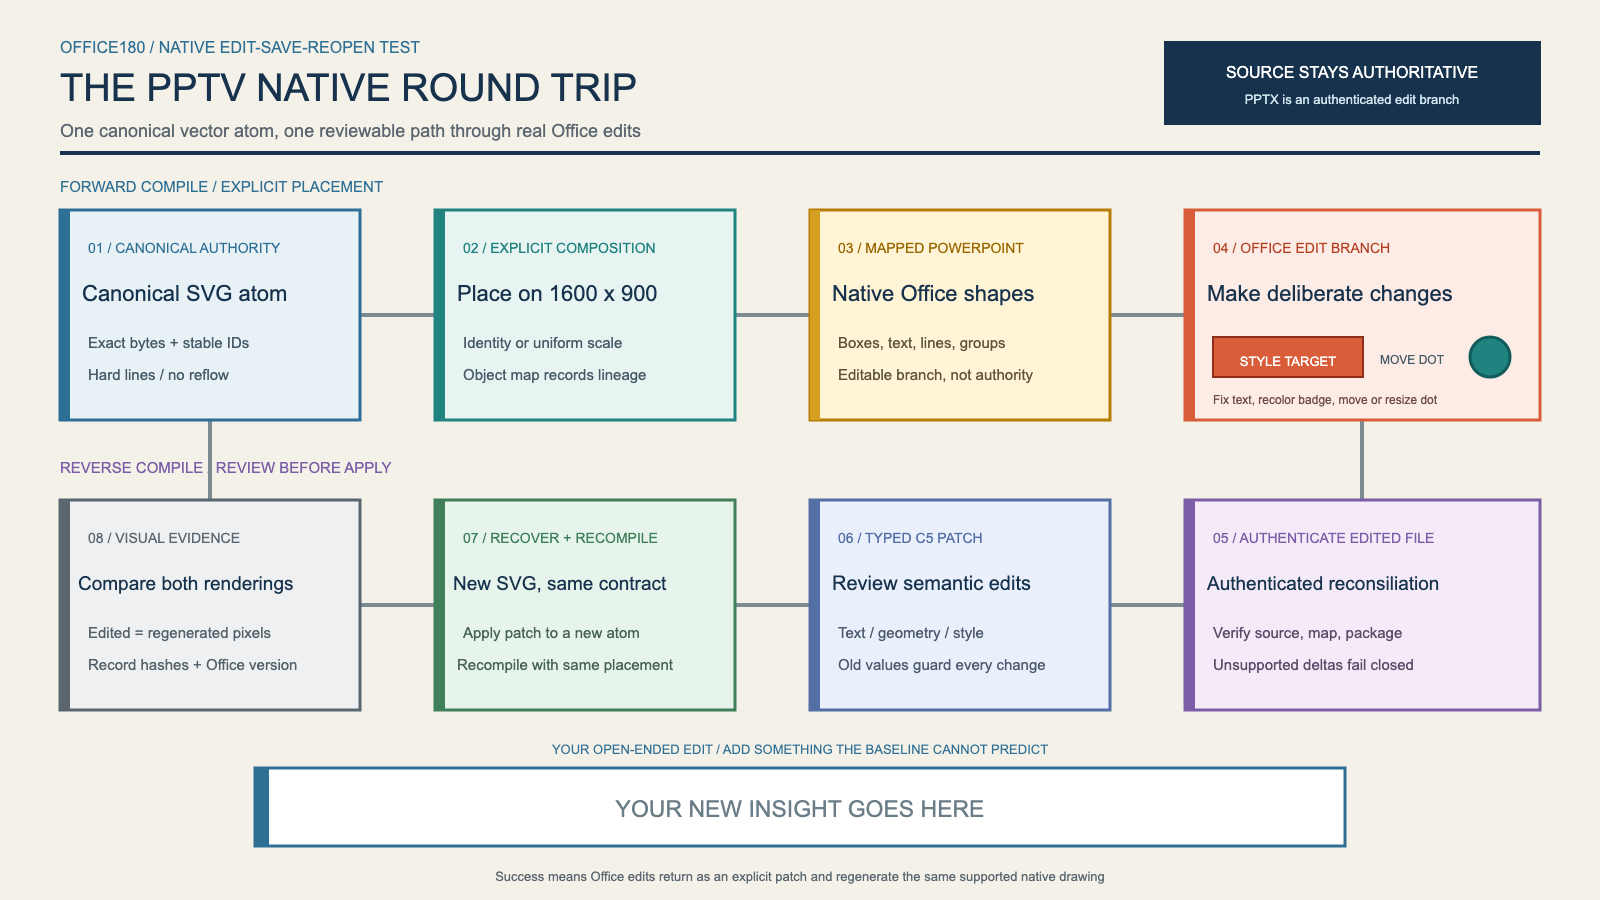 OFFICE180 / NATIVE EDIT-SAVE-REOPEN TEST
THE PPTV NATIVE ROUND TRIP
One canonical vector atom, one reviewable path through real Office edits
SOURCE STAYS AUTHORITATIVE
PPTX is an authenticated edit branch
FORWARD COMPILE / EXPLICIT PLACEMENT
01 / CANONICAL AUTHORITY
Canonical SVG atom
Exact bytes + stable IDs
Hard lines / no reflow
02 / EXPLICIT COMPOSITION
Place on 1600 x 900
Identity or uniform scale
Object map records lineage
03 / MAPPED POWERPOINT
Native Office shapes
Boxes, text, lines, groups
Editable branch, not authority
04 / OFFICE EDIT BRANCH
Make deliberate changes
STYLE TARGET
MOVE DOT
Fix text, recolor badge, move or resize dot
REVERSE COMPILE / REVIEW BEFORE APPLY
08 / VISUAL EVIDENCE
Compare both renderings
Edited = regenerated pixels
Record hashes + Office version
07 / RECOVER + RECOMPILE
New SVG, same contract
Apply patch to a new atom
Recompile with same placement
06 / TYPED C5 PATCH
Review semantic edits
Text / geometry / style
Old values guard every change
05 / AUTHENTICATE EDITED FILE
Authenticated reconsiliation
Verify source, map, package
Unsupported deltas fail closed
YOUR OPEN-ENDED EDIT / ADD SOMETHING THE BASELINE CANNOT PREDICT
YOUR NEW INSIGHT GOES HERE
Success means Office edits return as an explicit patch and regenerate the same supported native drawing